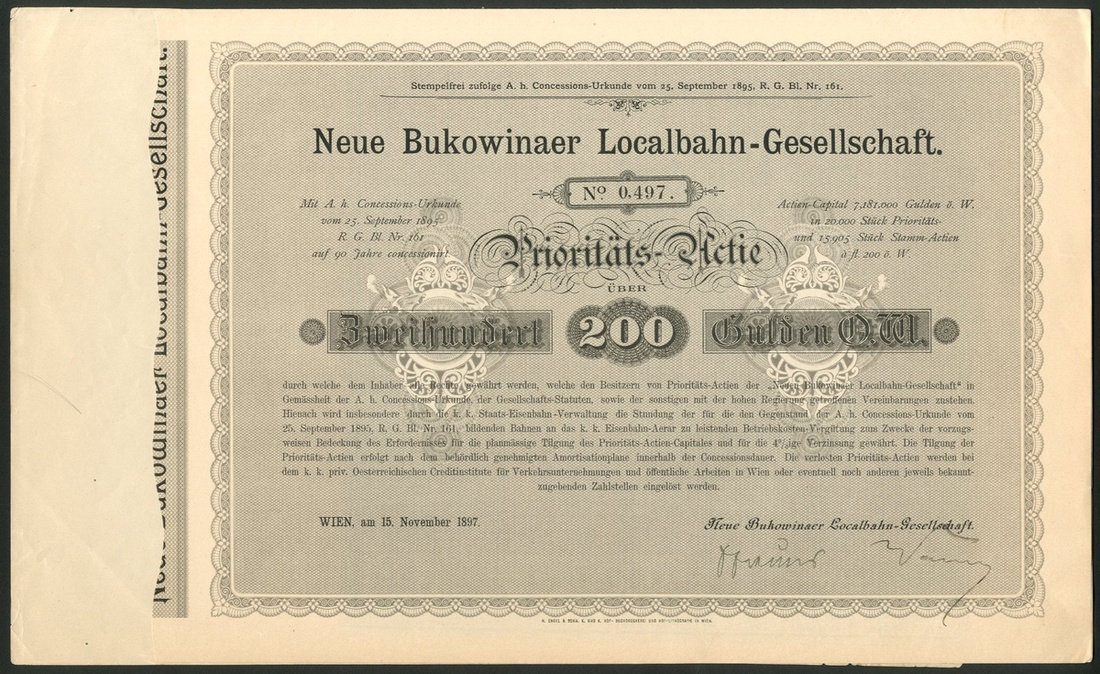 Stempelfrei zufolge A. h. Concessions-Urkunde vom 25. September 1895, R. G. Bl. Nr. 161.
Neue Bukowinaer Localbahn-Gesellschaft.
No 0.497.
Mit A. h. Concessions-Urkunde
vom 25. September 1895
R. G. Bl. Nr. 161
auf 90 Jahre concessionirt.
Actien-Capital 7,181.000 Gulden ö. W.
in 20.000 Stück Prioritäts-
und 15.905 Stück Stamm-Actien
à fl. 200 ö. W.
Prioritäts-Actie
ÜBER
Zweihundert 200 Gulden Ö.W.
durch welche dem Inhaber alle Rechte gewährt werden, welche den Besitzern von Prioritäts-Actien der „Neuen Bukowinaer Localbahn-Gesellschaft“ in
Gemässheit der A. h. Concessions-Urkunde, der Gesellschafts-Statuten, sowie der sonstigen mit der hohen Regierung getroffenen Vereinbarungen zustehen.
Hienach wird insbesondere durch die k. k. Staats-Eisenbahn-Verwaltung die Stundung der für die den Gegenstand der A. h. Concessions-Urkunde vom
25. September 1895, R. G. Bl. Nr. 161, bildenden Bahnen an das k. k. Eisenbahn-Aerar zu leistenden Betriebskosten-Vergütung zum Zwecke der vorzugs-
weisen Bedeckung des Erfordernisses für die planmässige Tilgung des Prioritäts-Actien-Capitales und für die 4%ige Verzinsung gewährt. Die Tilgung der
Prioritäts-Actien erfolgt nach dem behördlich genehmigten Amortisationplane innerhalb der Concessionsdauer. Die verlosten Prioritäts-Actien werden bei
dem k. k. priv. Oesterreichischen Creditinstitute für Verkehrsunternehmungen und öffentliche Arbeiten in Wien oder eventuell noch anderen jeweils bekannt-
zugebenden Zahlstellen eingelöst werden.
WIEN, am 15. November 1897.
Neue Bukowinaer Localbahn-Gesellschaft.
Neue Bukowinaer Localbahn Gesellschaft.